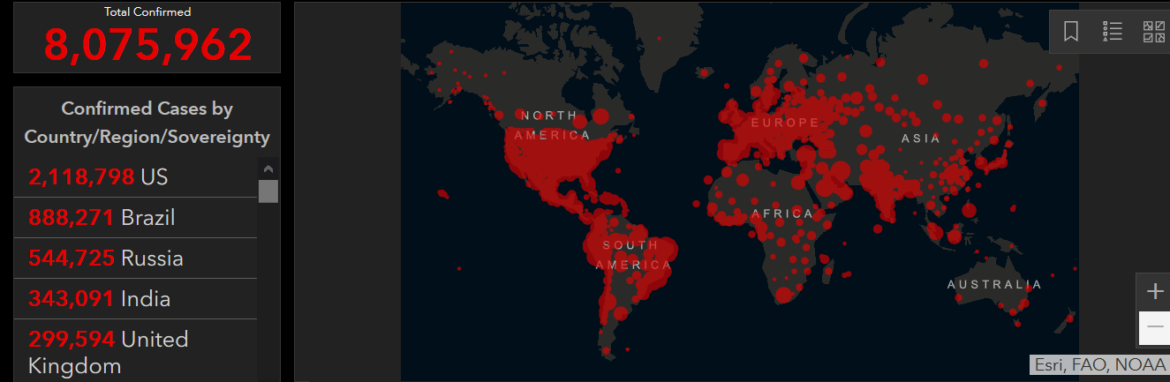 Total Confirmed
8,075,962
Confirmed Cases by
Country/Region/Sovereignty
2,118,798 US
888,271 Brazil
544,725 Russia
343,091 India
299,594 United
Kingdom
NORTH
AMERICA
EUROPE
ASIA
AFRICA
SOUTH
AMERICA
AUSTRALIA
Esri, FAO, NOAA